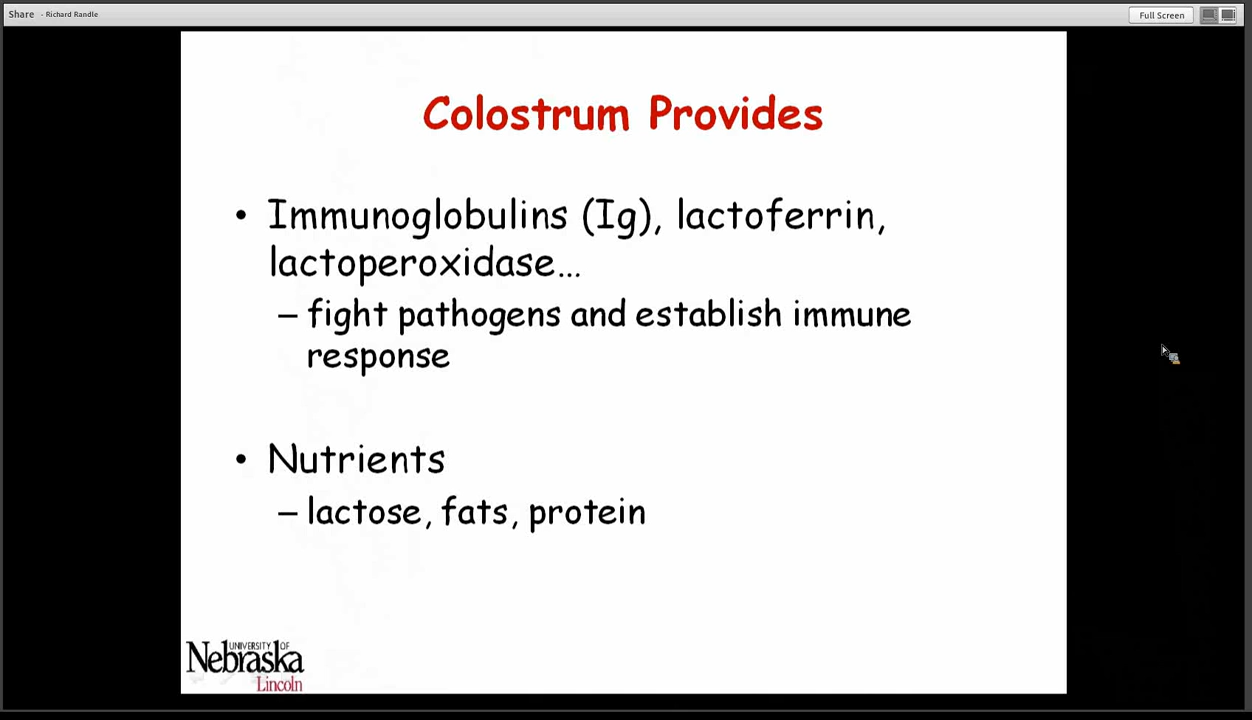 Share - Richard Randle
Full Screen
Colostrum Provides
• Immunoglobulins (Ig), lactoferrin,
lactoperoxidase...
– fight pathogens and establish immune
response
• Nutrients
– lactose, fats, protein
UNIVERSITY OF
Nebraska
Lincoln